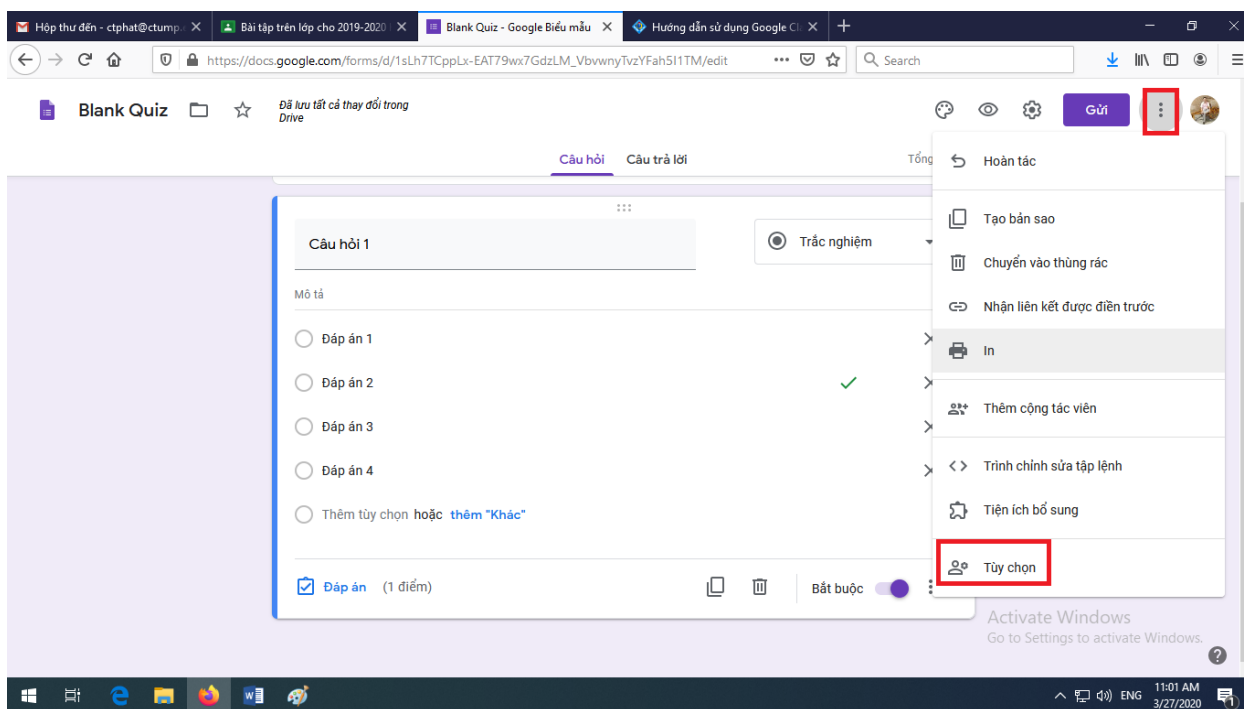 Hộp thư đến - ctphat@ctump.
Bài tập trên lớp cho 2019-2020
Blank Quiz - Google Biểu mẫu
Hướng dẫn sử dụng Google Cl
https://docs.google.com/forms/d/1sLh7TCppLx-EAT79wx7GdzLM_VbvwnyTvzYFah5I1TM/edit
Search
Blank Quiz
Đã lưu tất cả thay đổi trong
Drive
Gửi
Câu hỏi
Câu trả lời
Tổng
Hoàn tác
Tạo bản sao
Chuyển vào thùng rác
Nhận liên kết được điền trước
In
Thêm cộng tác viên
Trình chỉnh sửa tập lệnh
Tiện ích bổ sung
Tùy chọn
Câu hỏi 1
Trắc nghiệm
Mô tả
Đáp án 1
Đáp án 2
Đáp án 3
Đáp án 4
Thêm tùy chọn hoặc thêm "Khác"
Đáp án (1 điểm)
Bắt buộc
Activate Windows
Go to Settings to activate Windows.
ENG
11:01 AM
3/27/2020